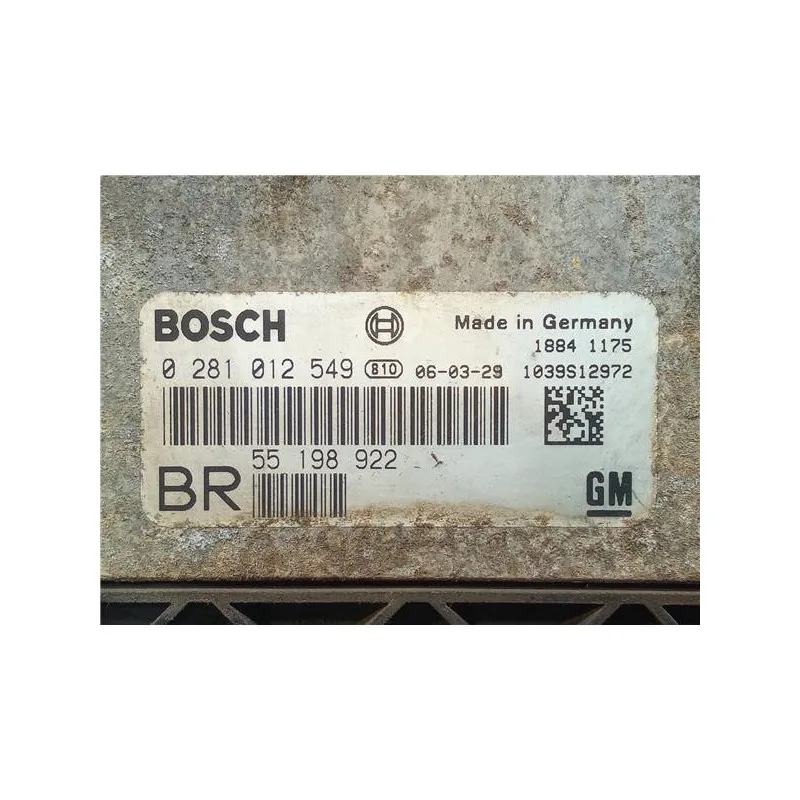 BOSCH Made in Germany
1884 1175
0 281 012 549 810 06-03-29 1039S12972
55 198 922
BR GM